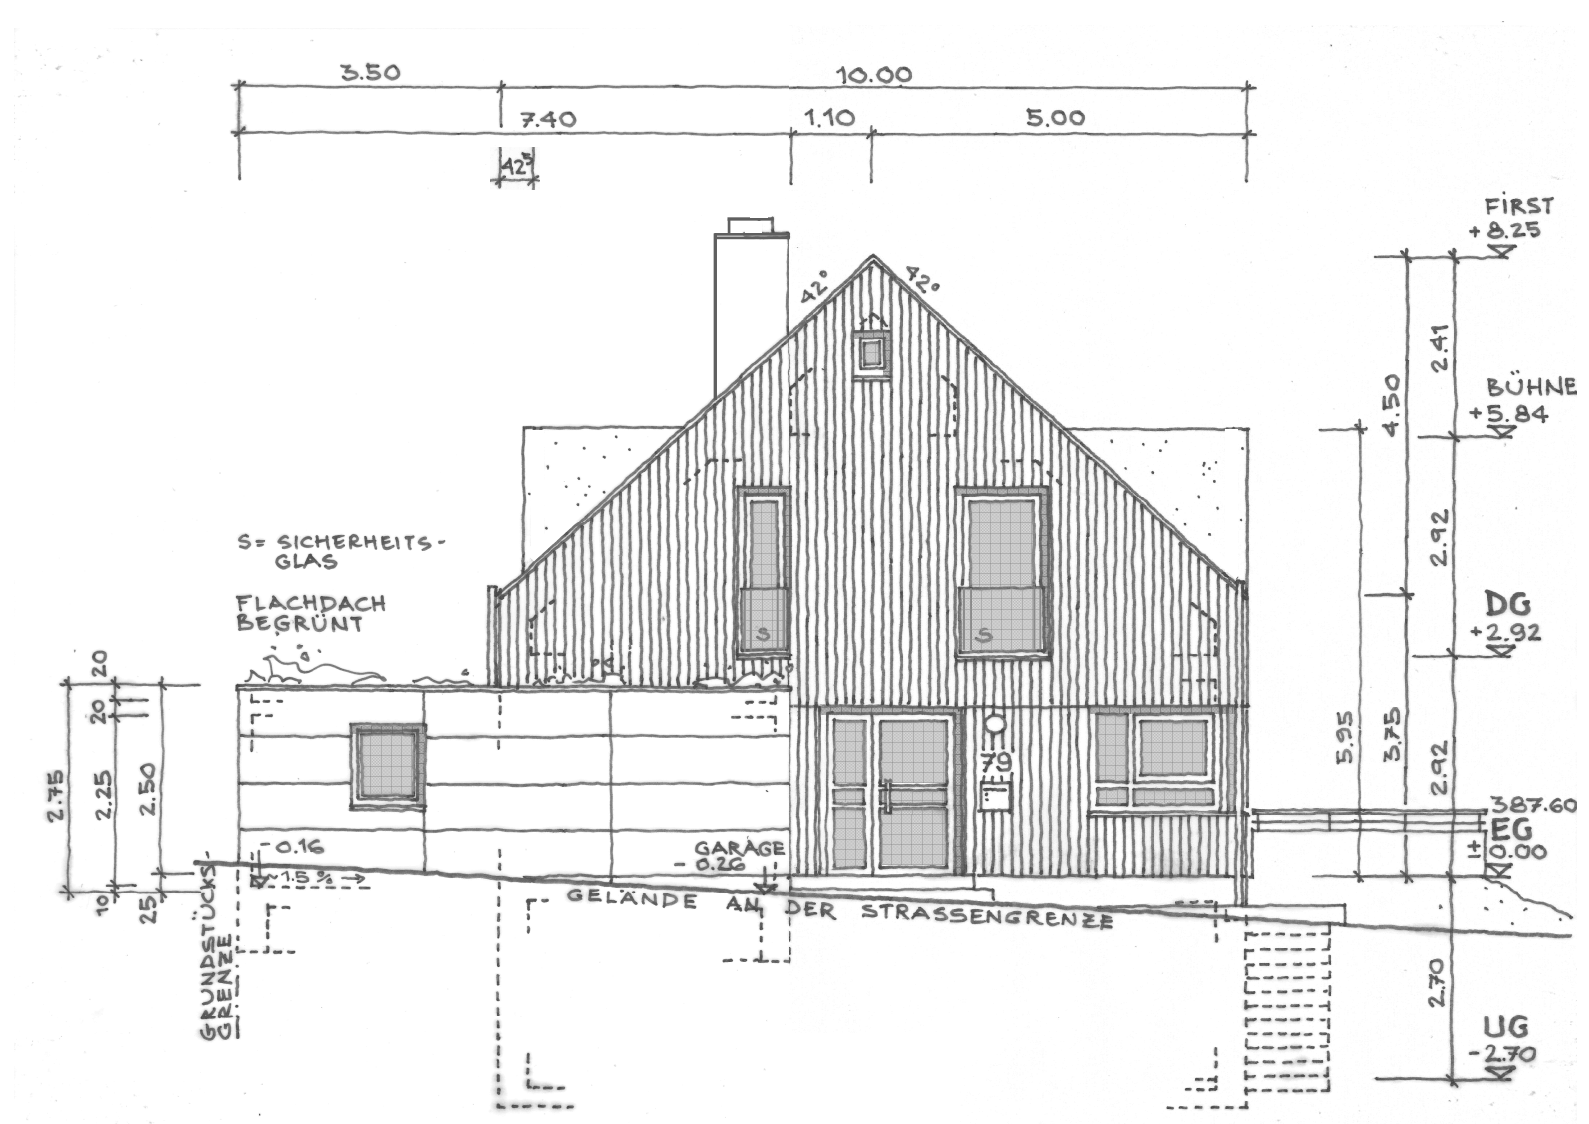 3.50
10.00
7.40
1.10
5.00
42⁵
FIRST
+ 8.25
42°
42°
2.41
BÜHNE
+5.84
4.50
2.92
S= SICHERHEITS-
GLAS
FLACHDACH
BEGRÜNT
DG
+2.92
S
S
20
20
2.75
2.25
2.50
10
25
79
5.95
3.75
2.92
387.60
EG
±
0.00
- 0.16
~1.5% →
GARAGE
- 0.26
GELÄNDE AN DER STRASSENGRENZE
GRUNDSTÜCKS-
GRENZE
2.70
UG
-2.70